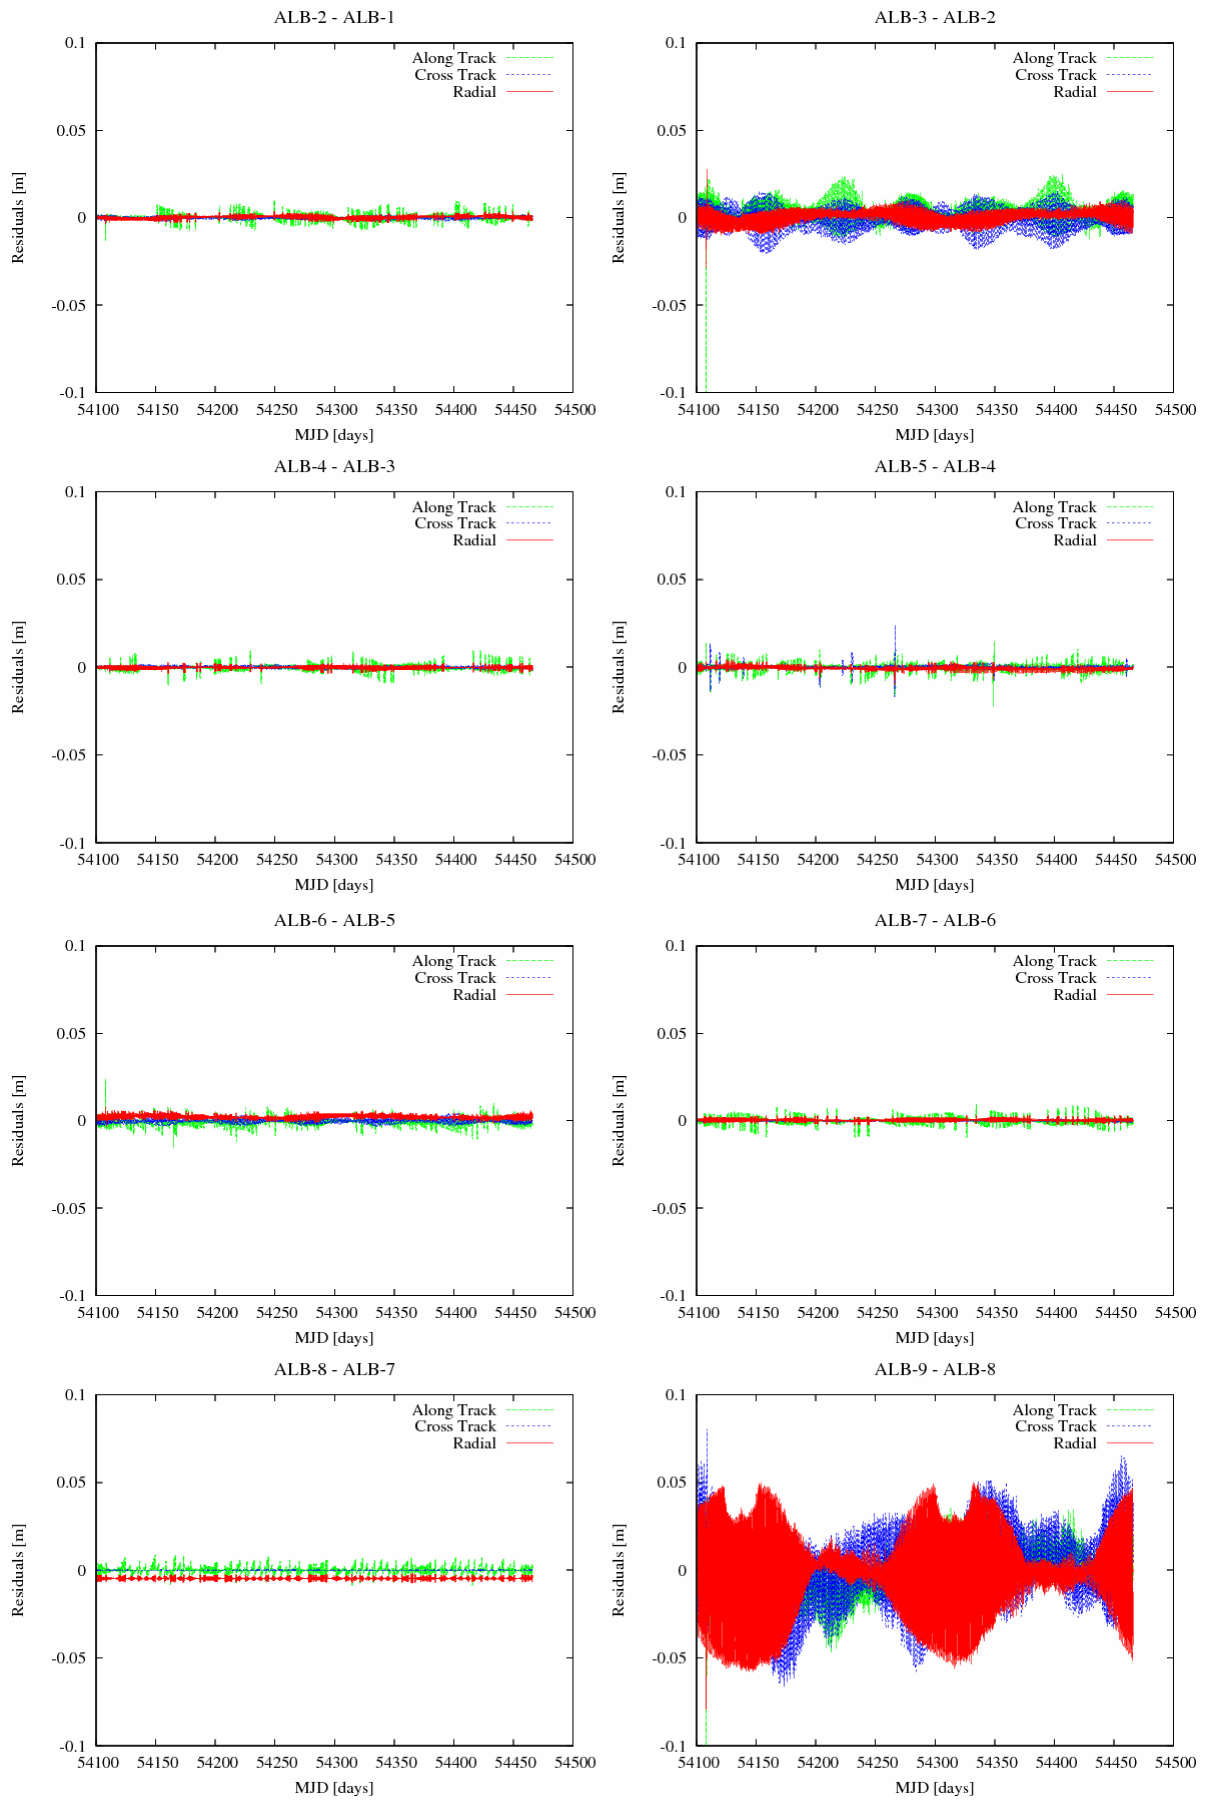 ALB-2 - ALB-1
0.1
0.05
0
-0.05
-0.1
Residuals [m]
Along Track
Cross Track
Radial
54100 54150 54200 54250 54300 54350 54400 54450 54500
MJD [days]
ALB-3 - ALB-2
0.1
0.05
0
-0.05
-0.1
Residuals [m]
Along Track
Cross Track
Radial
54100 54150 54200 54250 54300 54350 54400 54450 54500
MJD [days]
ALB-4 - ALB-3
0.1
0.05
0
-0.05
-0.1
Residuals [m]
Along Track
Cross Track
Radial
54100 54150 54200 54250 54300 54350 54400 54450 54500
MJD [days]
ALB-5 - ALB-4
0.1
0.05
0
-0.05
-0.1
Residuals [m]
Along Track
Cross Track
Radial
54100 54150 54200 54250 54300 54350 54400 54450 54500
MJD [days]
ALB-6 - ALB-5
0.1
0.05
0
-0.05
-0.1
Residuals [m]
Along Track
Cross Track
Radial
54100 54150 54200 54250 54300 54350 54400 54450 54500
MJD [days]
ALB-7 - ALB-6
0.1
0.05
0
-0.05
-0.1
Residuals [m]
Along Track
Cross Track
Radial
54100 54150 54200 54250 54300 54350 54400 54450 54500
MJD [days]
ALB-8 - ALB-7
0.1
0.05
0
-0.05
-0.1
Residuals [m]
Along Track
Cross Track
Radial
54100 54150 54200 54250 54300 54350 54400 54450 54500
MJD [days]
ALB-9 - ALB-8
0.1
0.05
0
-0.05
-0.1
Residuals [m]
Along Track
Cross Track
Radial
54100 54150 54200 54250 54300 54350 54400 54450 54500
MJD [days]